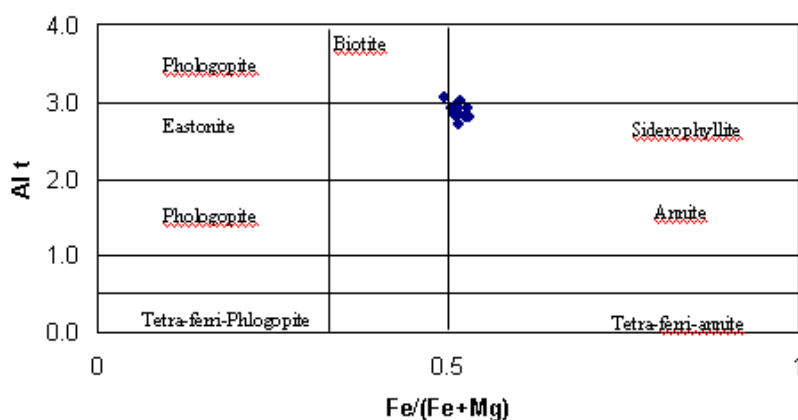 4.0
Biotite
Phologopite
3.0
Eastonite
Siderophyllite
2.0
Al t
Phologopite
Annite
1.0
Tetra-ferri-Phlogopite
Tetra-ferri-annite
0.0
0
0.5
1
Fe/(Fe+Mg)